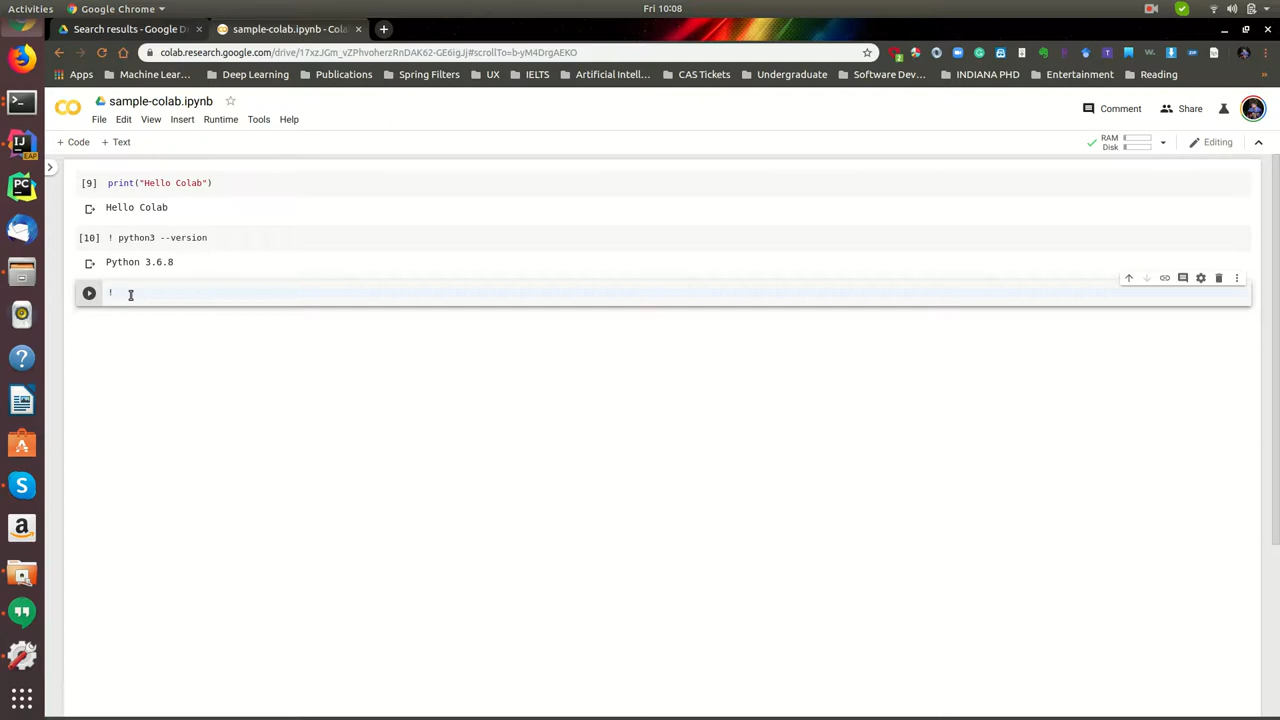 Activities
Google Chrome
Fri 10:08
Search results - Google D
sample-colab.ipynb - Cola
colab.research.google.com/drive/17xzJGm_vZPhvoherzRnDAK62-GE6igJj#scrollTo=b-yM4DrgAEKO
Apps
Machine Lear...
Deep Learning
Publications
Spring Filters
UX
IELTS
Artificial Intell...
CAS Tickets
Undergraduate
Software Dev...
INDIANA PHD
Entertainment
Reading
sample-colab.ipynb
Comment
Share
File Edit View Insert Runtime Tools Help
+ Code + Text
RAM
Disk
Editing
[9] print("Hello Colab")
Hello Colab
[10] ! python3 --version
Python 3.6.8
!